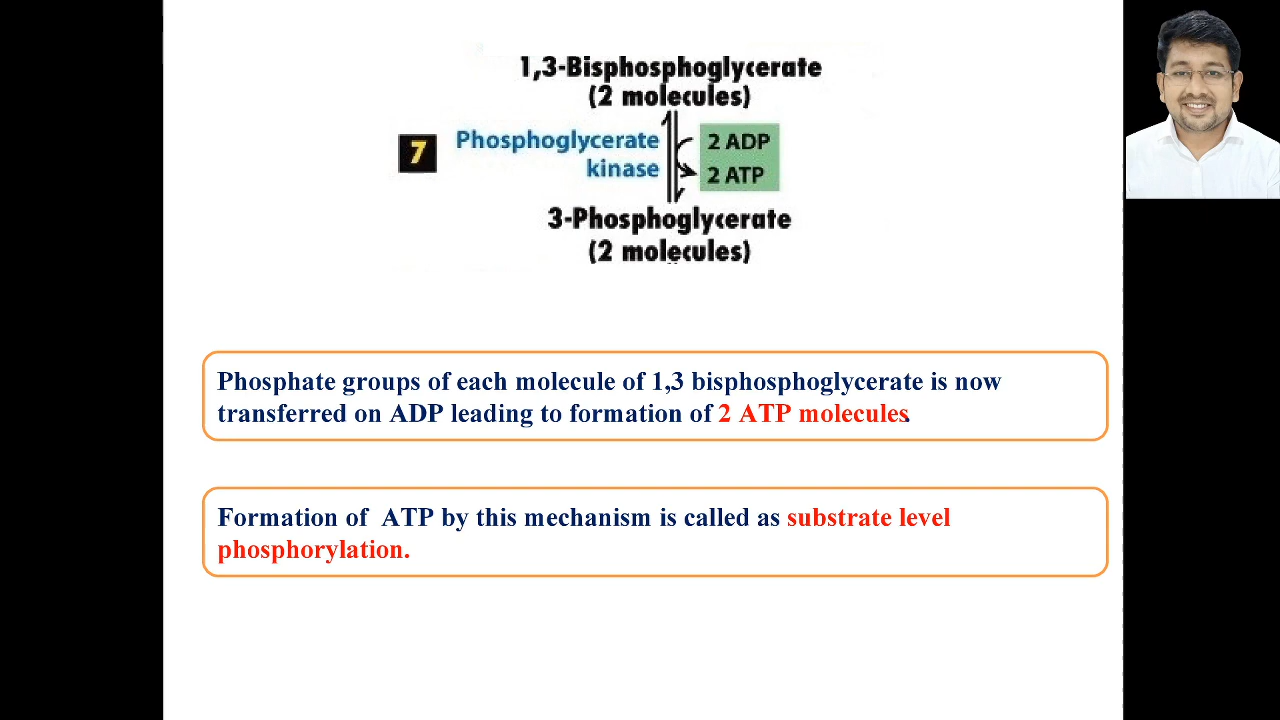 1,3-Bisphosphoglycerate
(2 molecules)
7
Phosphoglycerate
kinase
2 ADP
2 ATP
3-Phosphoglycerate
(2 molecules)
Phosphate groups of each molecule of 1,3 bisphosphoglycerate is now
transferred on ADP leading to formation of 2 ATP molecules.
Formation of ATP by this mechanism is called as substrate level
phosphorylation.